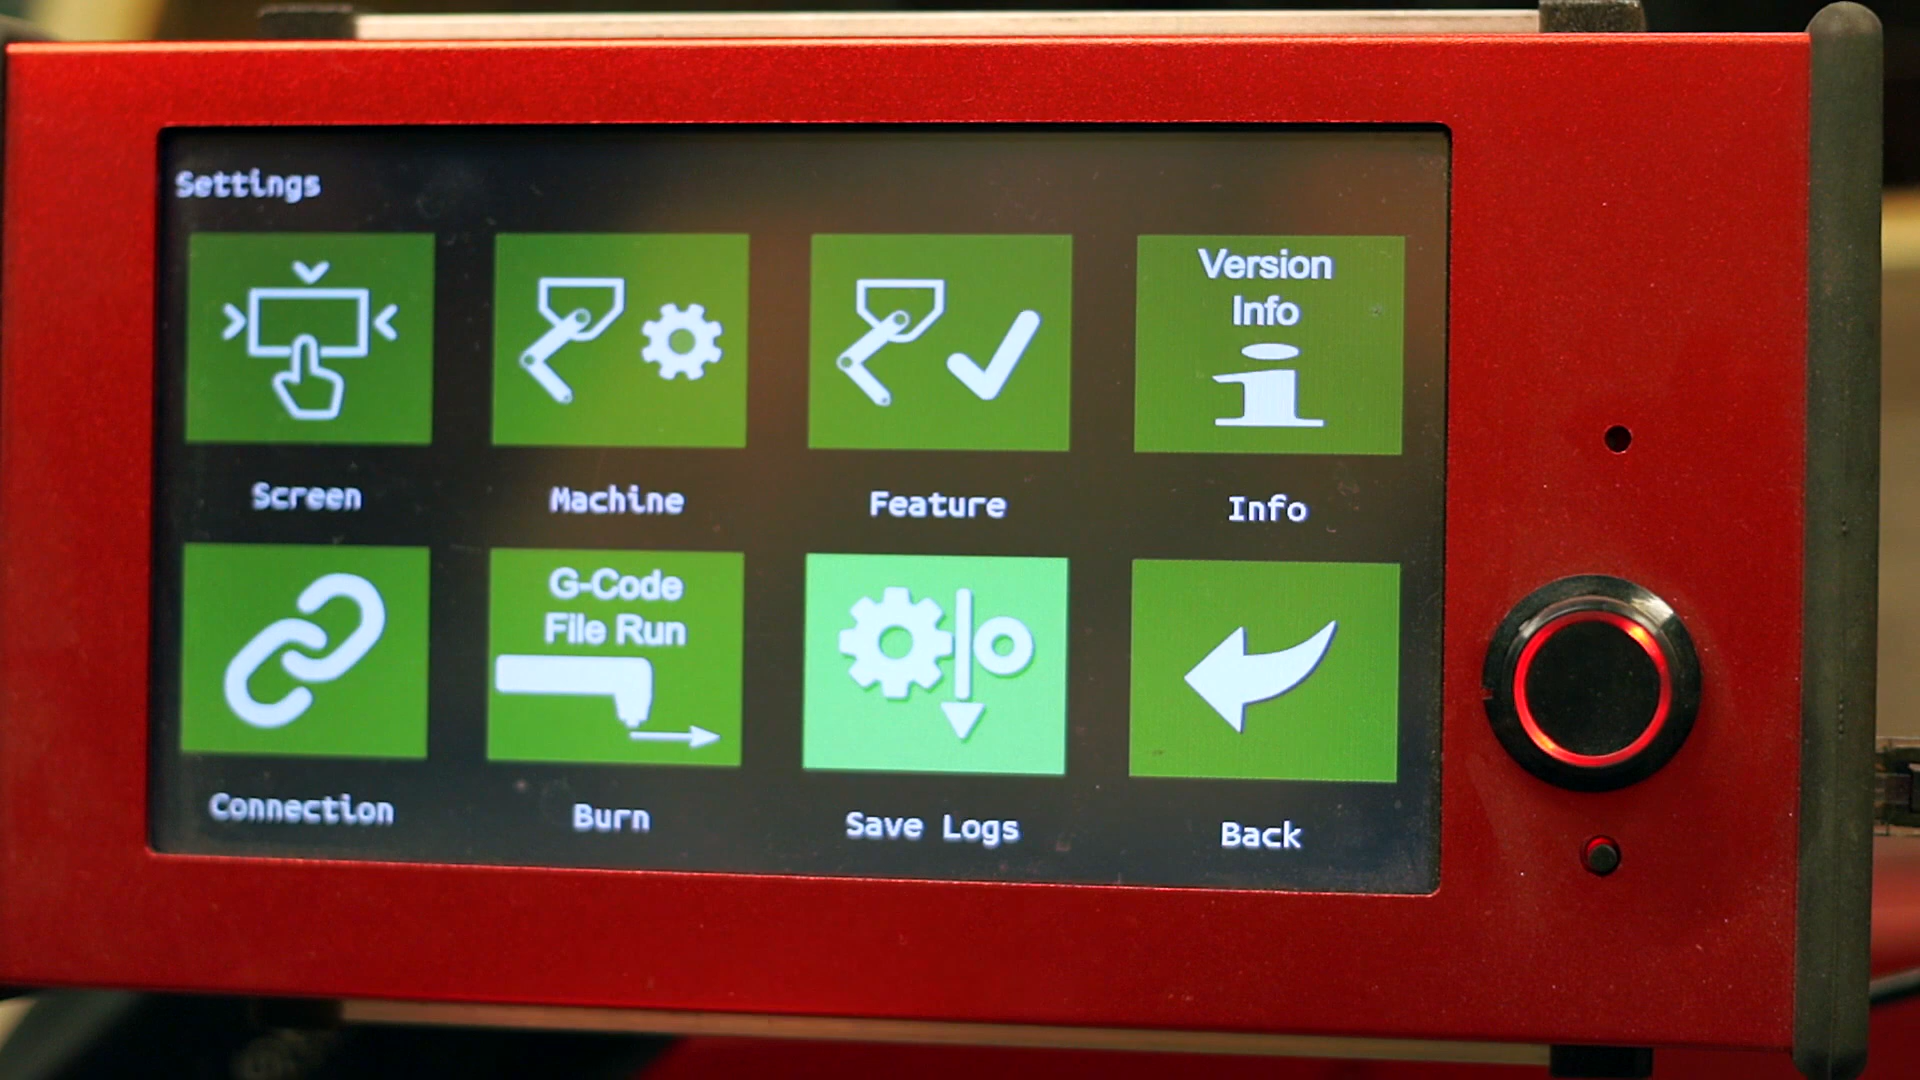 Settings
Version
Info
Screen
Machine
Feature
Info
G-Code
File Run
Connection
Burn
Save Logs
Back